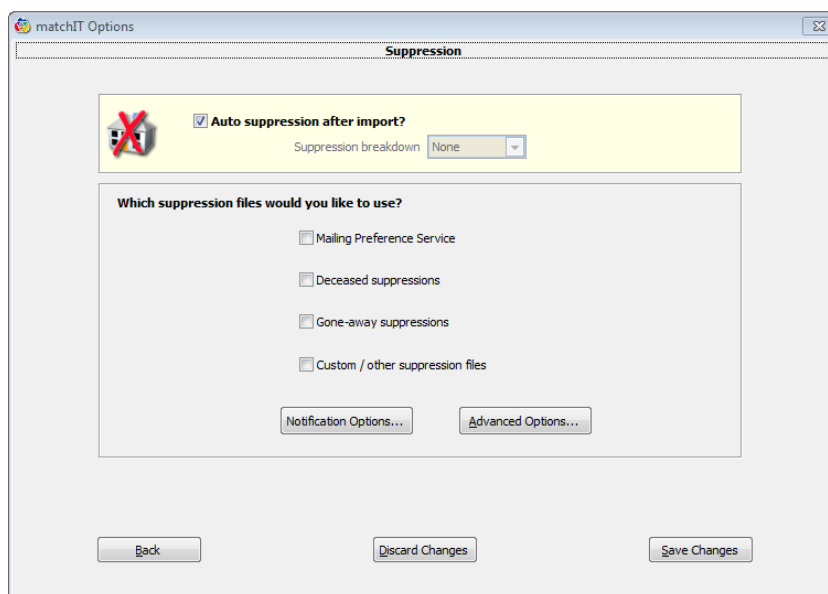 matchIT Options
Suppression
Auto suppression after import?
Suppression breakdown None
Which suppression files would you like to use?
Mailing Preference Service
Deceased suppressions
Gone-away suppressions
Custom / other suppression files
Notification Options... Advanced Options...
Back Discard Changes Save Changes